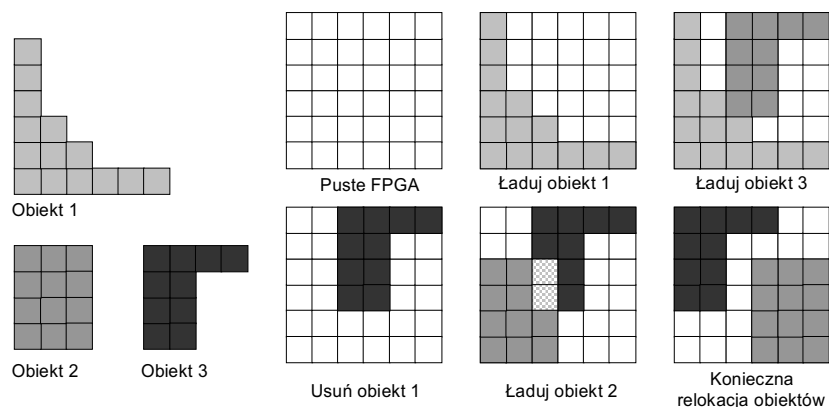 Puste FPGA
Ładuj obiekt 1
Ładuj obiekt 3
Obiekt 1
Obiekt 2
Obiekt 3
Usuń obiekt 1
Ładuj obiekt 2
Konieczna
relokacja obiektów